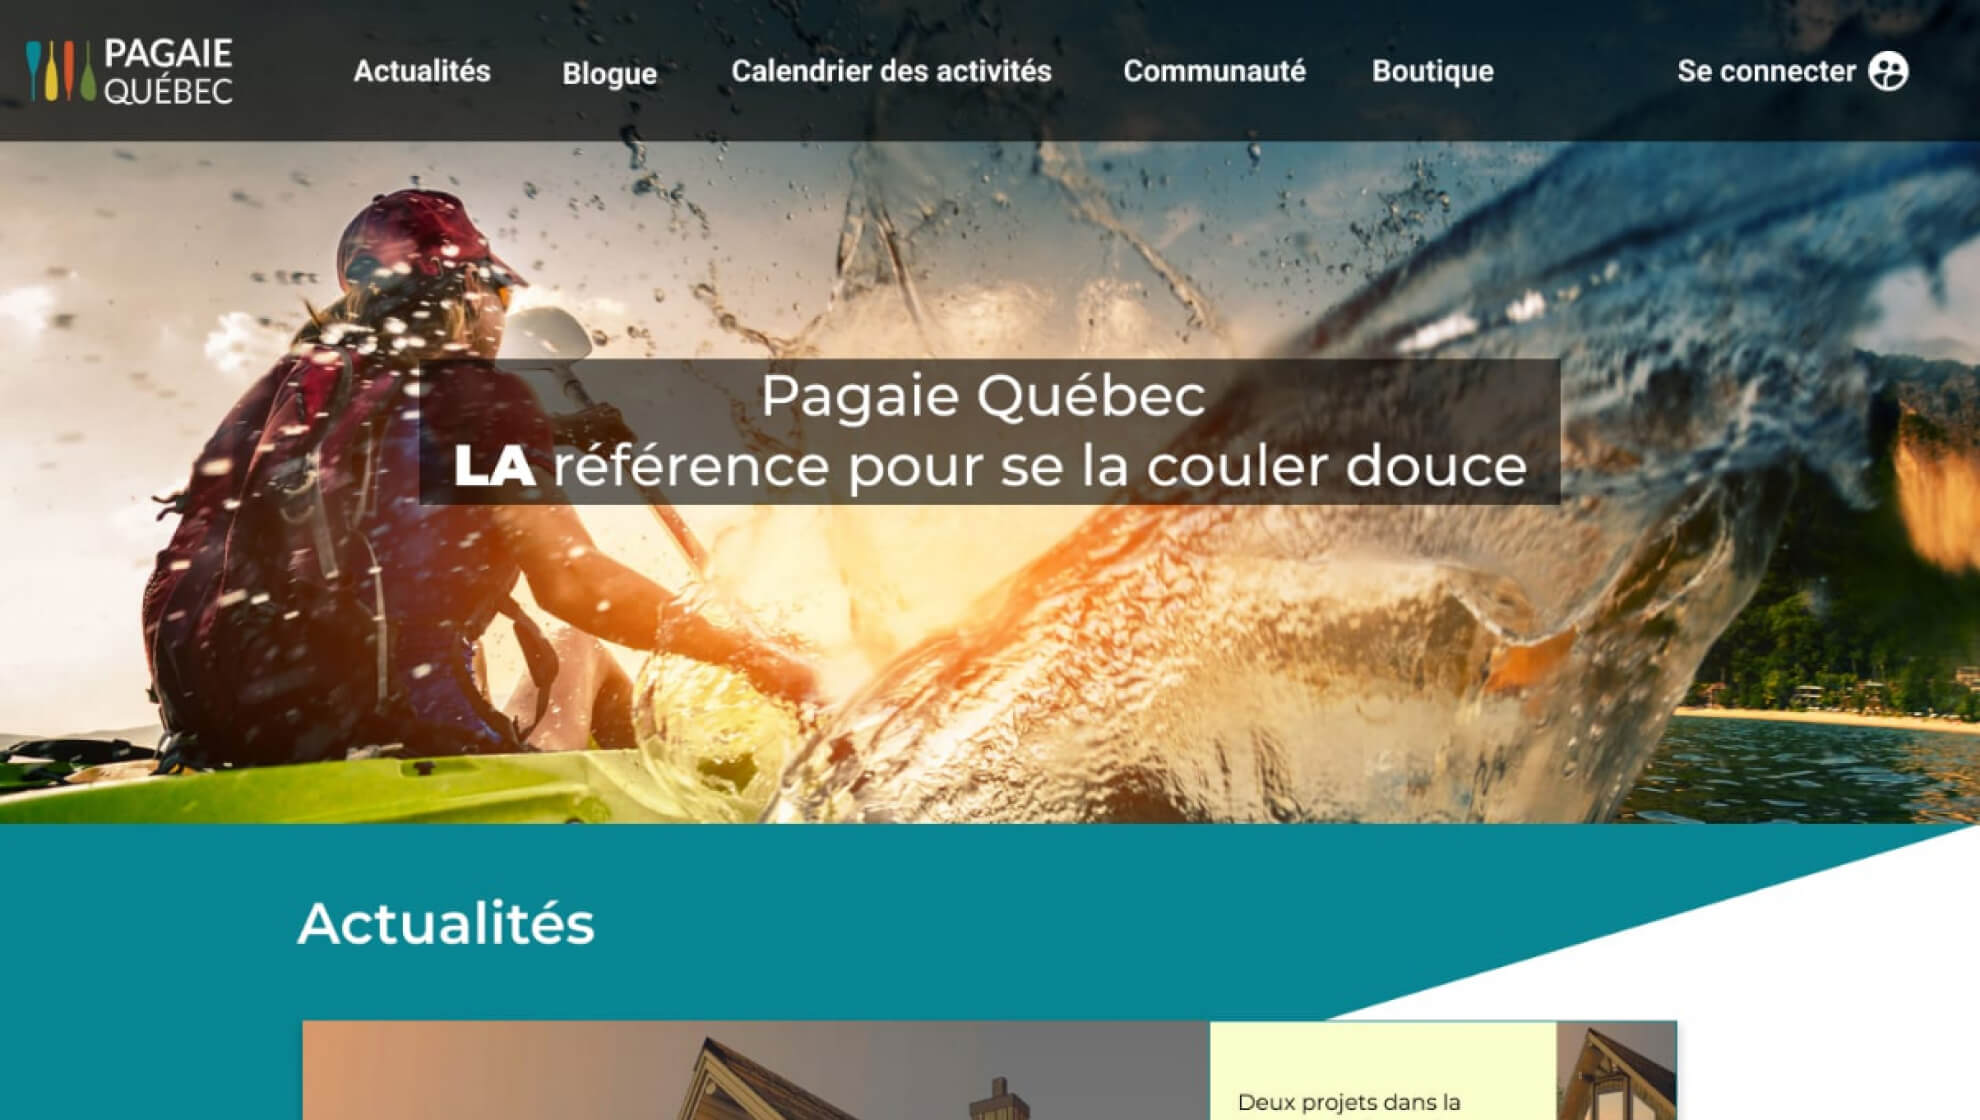 PAGAIE
QUÉBEC
Actualités
Blogue
Calendrier des activités
Communauté
Boutique
Se connecter
Pagaie Québec
LA référence pour se la couler douce
Actualités
Deux projets dans la